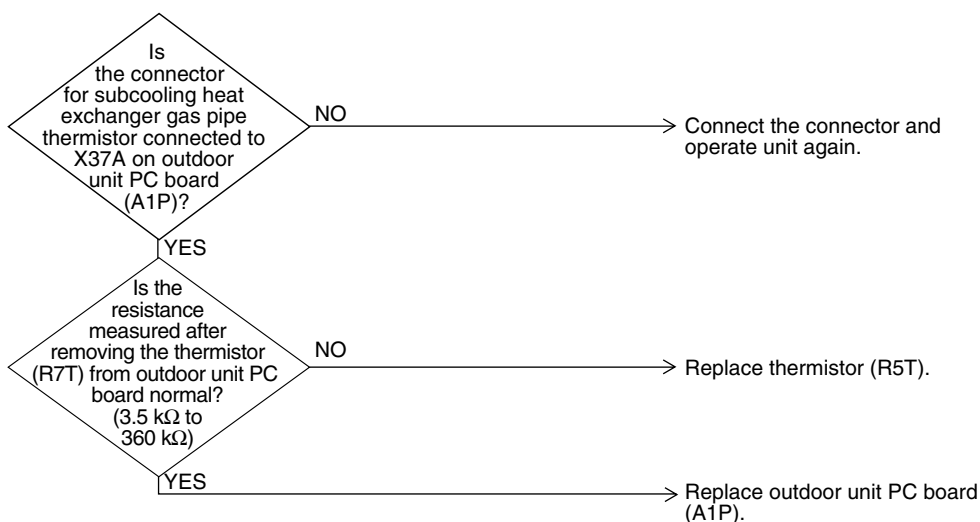 Is
the connector
for subcooling heat
exchanger gas pipe
thermistor connected to
X37A on outdoor
unit PC board
(A1P)?
NO
Connect the connector and
operate unit again.
YES
Is the
resistance
measured after
removing the thermistor
(R7T) from outdoor unit PC
board normal?
(3.5 kΩ to
360 kΩ)
NO
Replace thermistor (R5T).
YES
Replace outdoor unit PC board
(A1P).